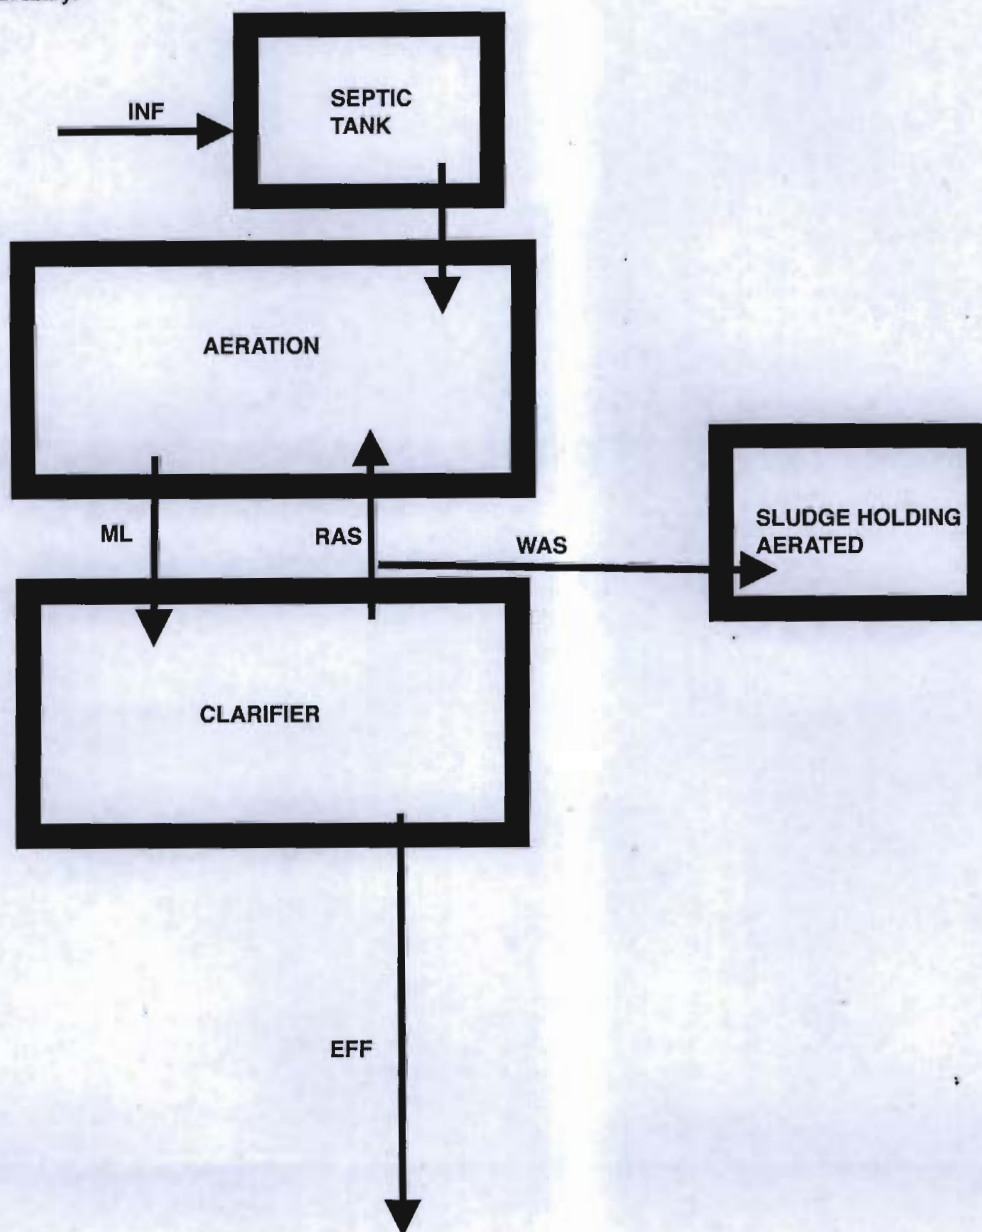 INF
SEPTIC
TANK
AERATION
ML
RAS
WAS
SLUDGE HOLDING
AERATED
CLARIFIER
EFF